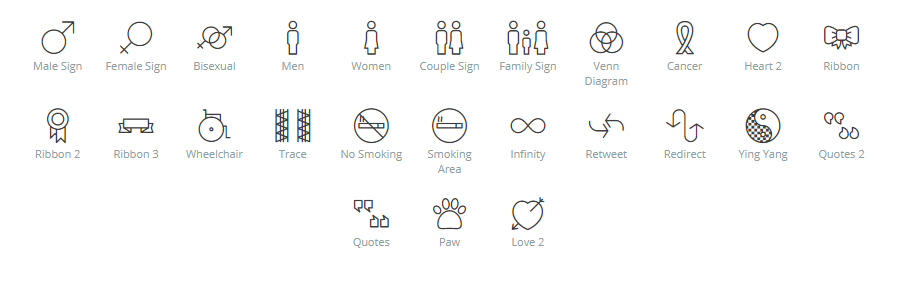 Male Sign Female Sign Bisexual Men Women Couple Sign Family Sign Venn Cancer Heart 2 Ribbon
Diagram
Ribbon 2 Ribbon 3 Wheelchair Trace No Smoking Smoking Infinity Retweet Redirect Ying Yang Quotes 2
Area
Quotes Paw Love 2